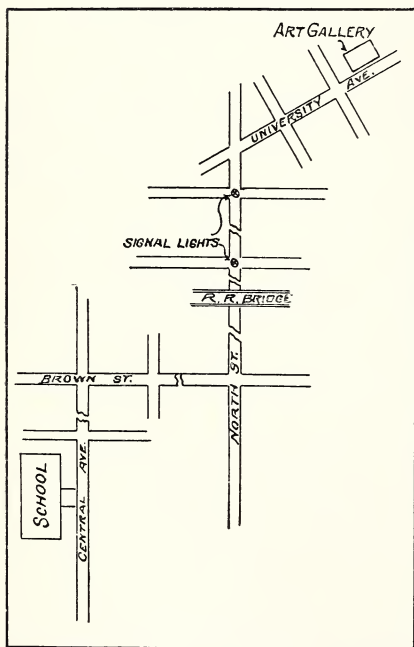 ART GALLERY
UNIVERSITY AVE.
SIGNAL LIGHTS
R. R. BRIDGE
BROWN ST.
NORTH ST.
CENTRAL AVE.
SCHOOL